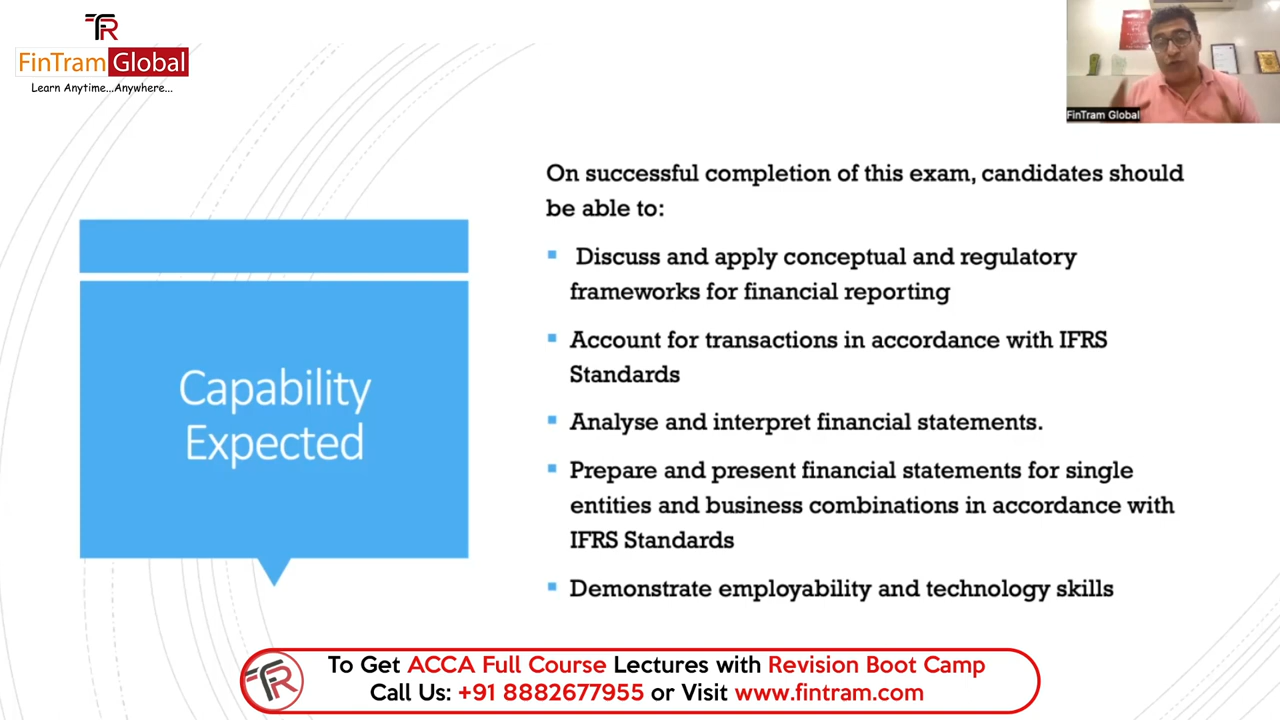 FR
FinTram Global
Learn Anytime...Anywhere...
FinTram Global
On successful completion of this exam, candidates should
be able to:
Discuss and apply conceptual and regulatory
frameworks for financial reporting
Account for transactions in accordance with IFRS
Standards
Analyse and interpret financial statements.
Prepare and present financial statements for single
entities and business combinations in accordance with
IFRS Standards
Demonstrate employability and technology skills
Capability
Expected
To Get ACCA Full Course Lectures with Revision Boot Camp
Call Us: +91 8882677955 or Visit www.fintram.com